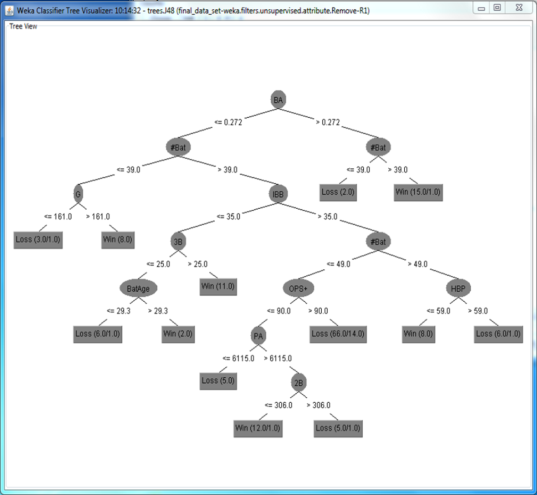 Weka Classifier Tree Visualizer: 10:14:32 - trees.J48 (final_data_set-weka.filters.unsupervised.attribute.Remove-R1)
Tree View
BA
<= 0.272 > 0.272
#Bat #Bat
<= 39.0 > 39.0 <= 39.0 > 39.0
G IBB Loss (2.0) Win (15.0/1.0)
<= 161.0 > 161.0 <= 35.0 > 35.0
Loss (3.0/1.0) Win (8.0) 3B #Bat
<= 25.0 > 25.0 <= 49.0 > 49.0
BatAge Win (11.0) OPS+ HBP
<= 29.3 > 29.3 <= 90.0 > 90.0 <= 59.0 > 59.0
Loss (6.0/1.0) Win (2.0) PA Loss (66.0/14.0) Win (8.0) Loss (6.0/1.0)
<= 6115.0 > 6115.0
Loss (5.0) 2B
<= 306.0 > 306.0
Win (12.0/1.0) Loss (5.0/1.0)